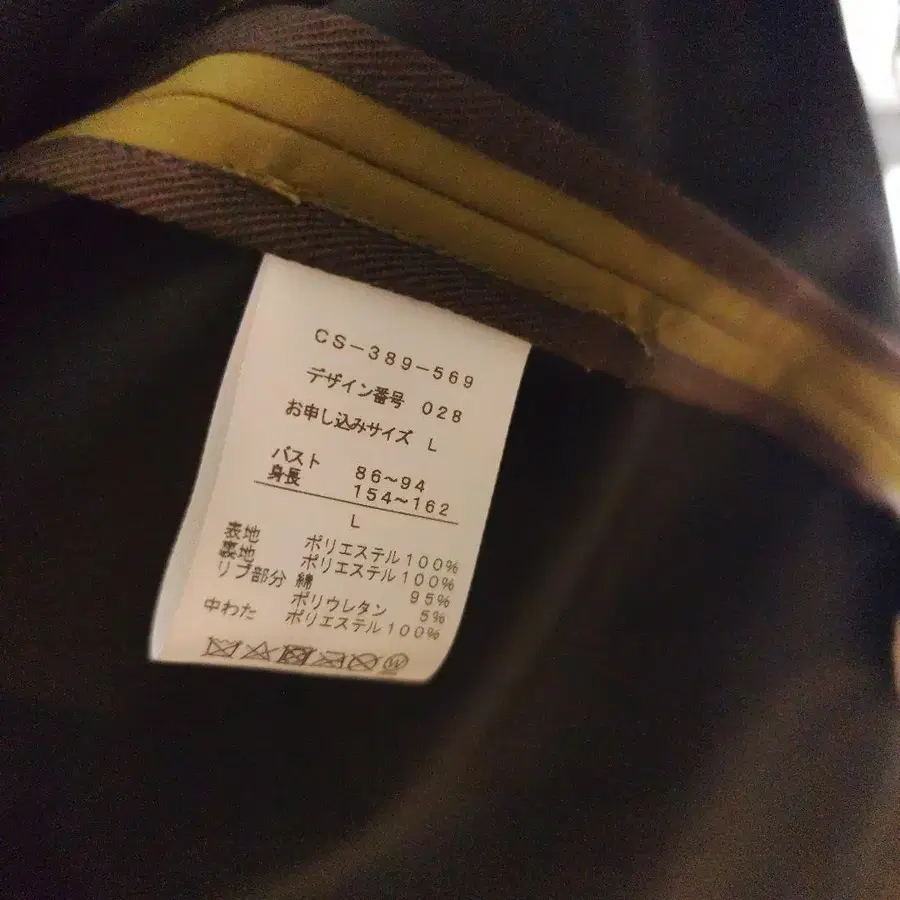 CS-389-569
デザイン番号 028
お申し込みサイズ L
バスト 86~94
身長 154~162
L
表地 ポリエステル100%
裏地 ポリエステル100%
リブ部分 綿 95%
ポリウレタン 5%
中わた ポリエステル100%
W